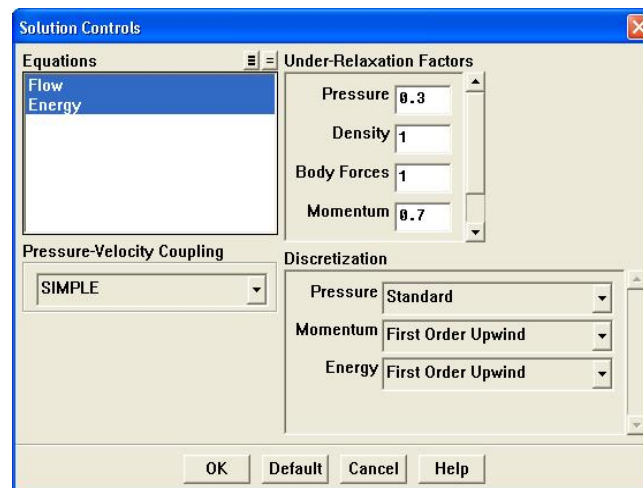 Solution Controls
Equations
Flow
Energy
Under-Relaxation Factors
Pressure 0.3
Density 1
Body Forces 1
Momentum 0.7
Pressure-Velocity Coupling
SIMPLE
Discretization
Pressure Standard
Momentum First Order Upwind
Energy First Order Upwind
OK Default Cancel Help